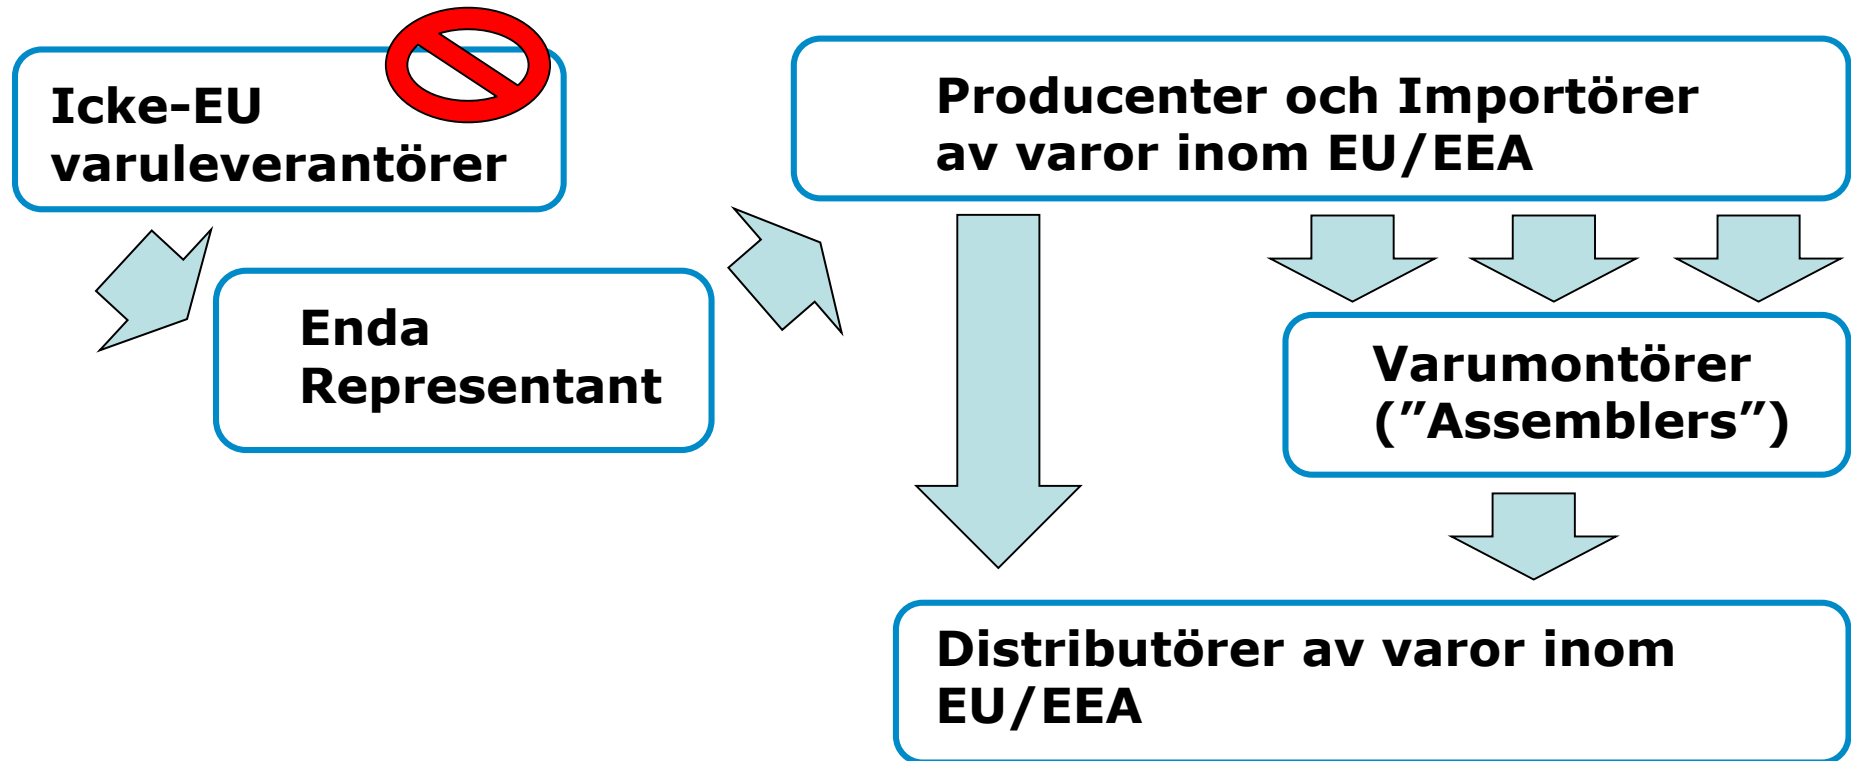 Icke-EU
varuleverantörer
Producenter och Importörer
av varor inom EU/EEA
Enda
Representant
Varumontörer
(”Assemblers”)
Distributörer av varor inom
EU/EEA